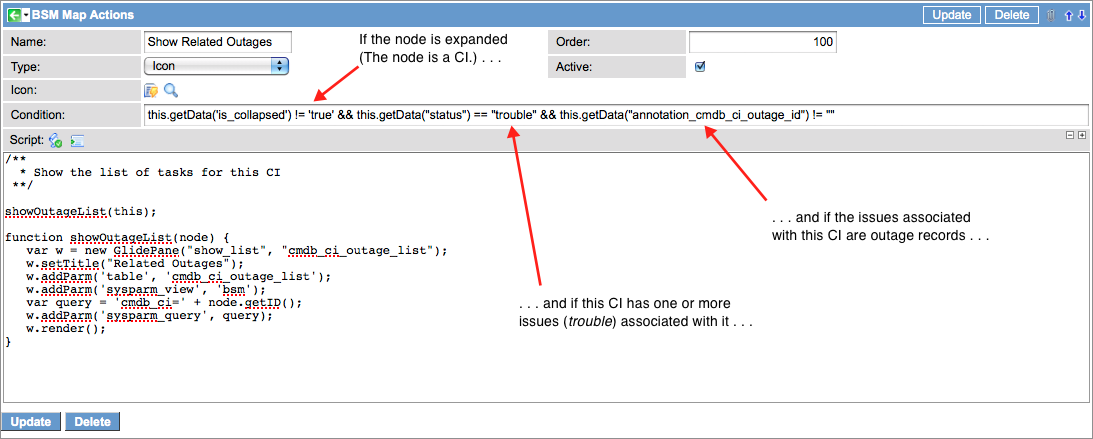 BSM Map Actions
Update
Delete
Name:
Show Related Outages
Order:
100
Type:
Icon
Active:
Icon:
Condition:
this.getData('is_collapsed') != 'true' && this.getData("status") == "trouble" && this.getData("annotation_cmdb_ci_outage_id") != ""
If the node is expanded
(The node is a CI.) . . .
Script:
/**
* Show the list of tasks for this CI
**/
showOutageList(this);
function showOutageList(node) {
var w = new GlidePane("show_list", "cmdb_ci_outage_list");
w.setTitle("Related Outages");
w.addParm('table', 'cmdb_ci_outage_list');
w.addParm('sysparm_view', 'bsm');
var query = 'cmdb_ci=' + node.getID();
w.addParm('sysparm_query', query);
w.render();
}
. . . and if the issues associated
with this CI are outage records . . .
. . . and if this CI has one or more
issues (trouble) associated with it . . .
Update
Delete